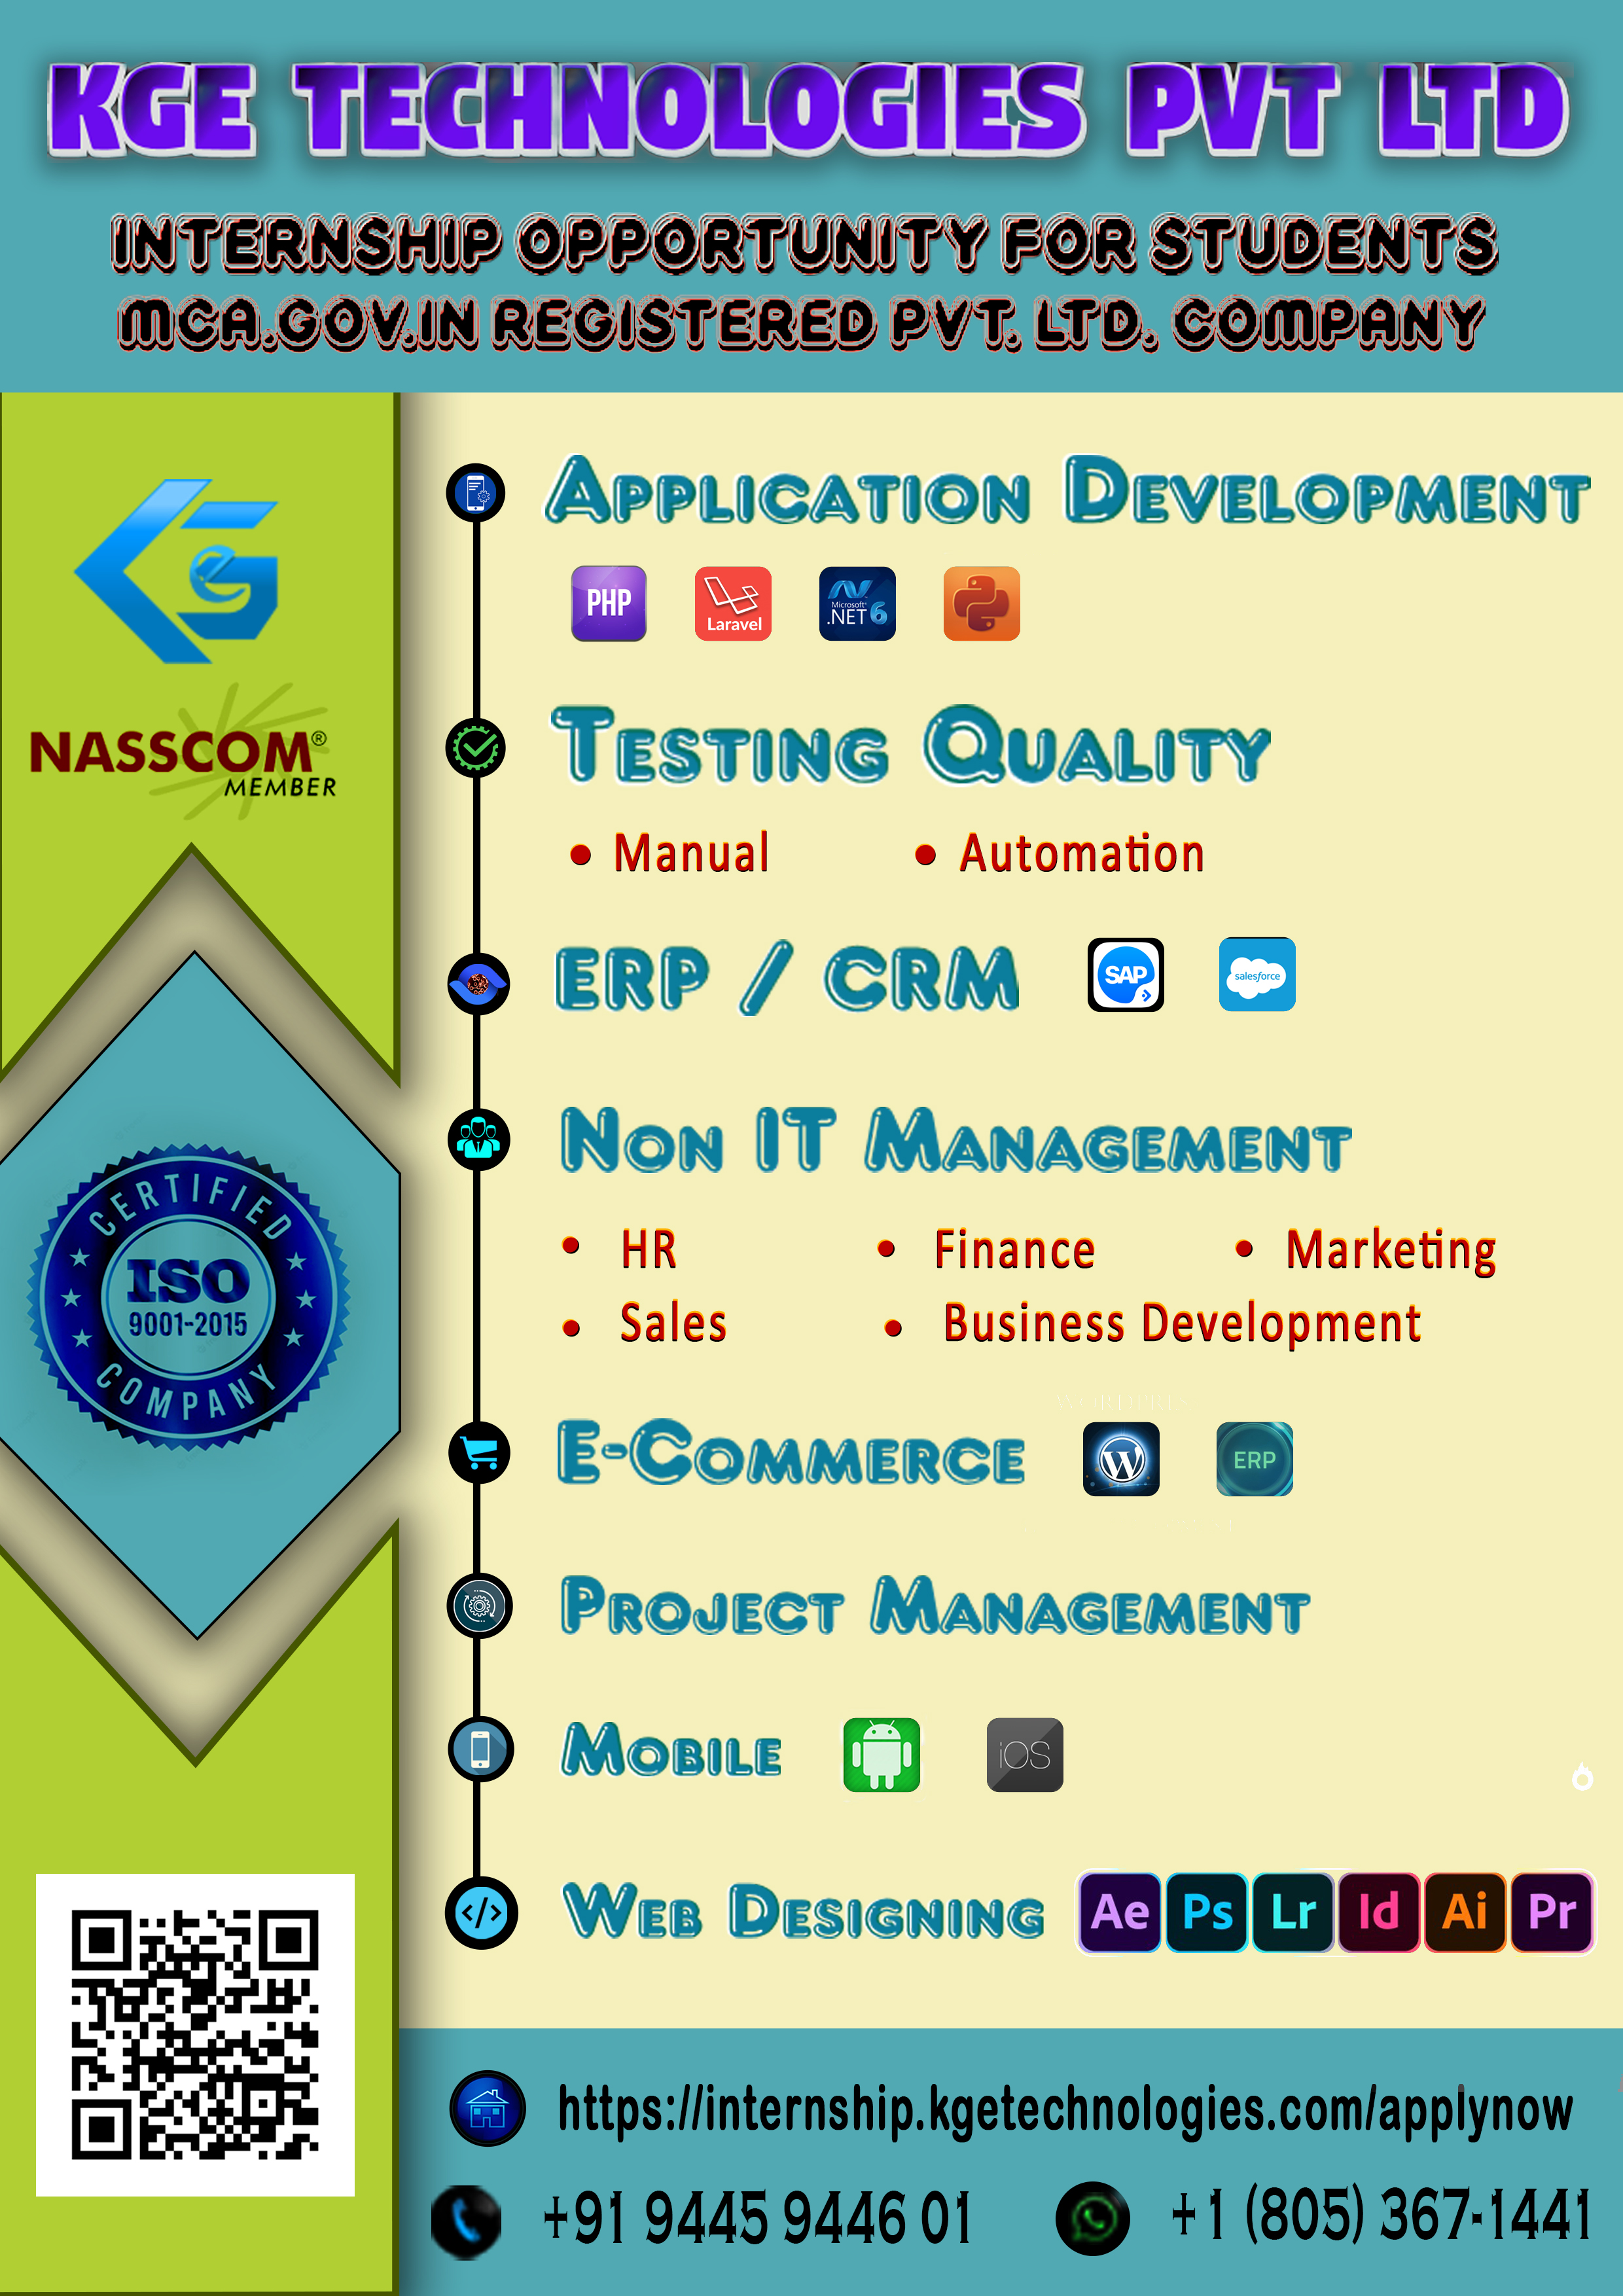 KGE TECHNOLOGIES PVT LTD
INTERNSHIP OPPORTUNITY FOR STUDENTS
MCA.GOV.IN REGISTERED PVT. LTD. COMPANY
KGe
NASSCOM®
MEMBER
CERTIFIED
ISO
9001-2015
COMPANY
APPLICATION DEVELOPMENT
PHP
Laravel
Microsoft®
.NET 6
TESTING QUALITY
• Manual • Automation
ERP / CRM
SAP
salesforce
NON IT MANAGEMENT
• HR • Finance • Marketing
• Sales • Business Development
E-COMMERCE
W
ERP
PROJECT MANAGEMENT
MOBILE
iOS
</>
WEB DESIGNING
Ae Ps Lr Id Ai Pr
https://internship.kgetechnologies.com/applynow
+91 9445 9446 01
+1 (805) 367-1441